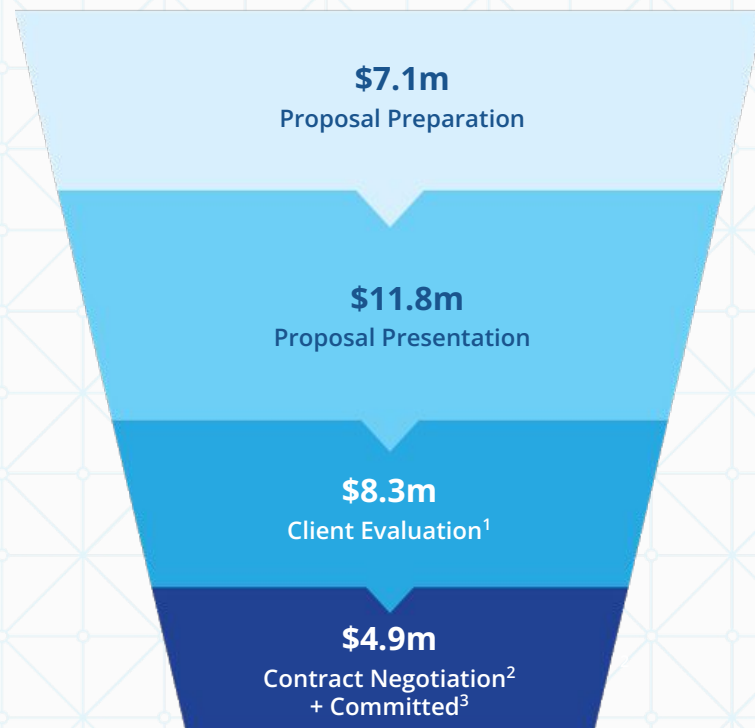 $7.1m
Proposal Preparation
$11.8m
Proposal Presentation
$8.3m
Client Evaluation¹
$4.9m
Contract Negotiation²
+ Committed³